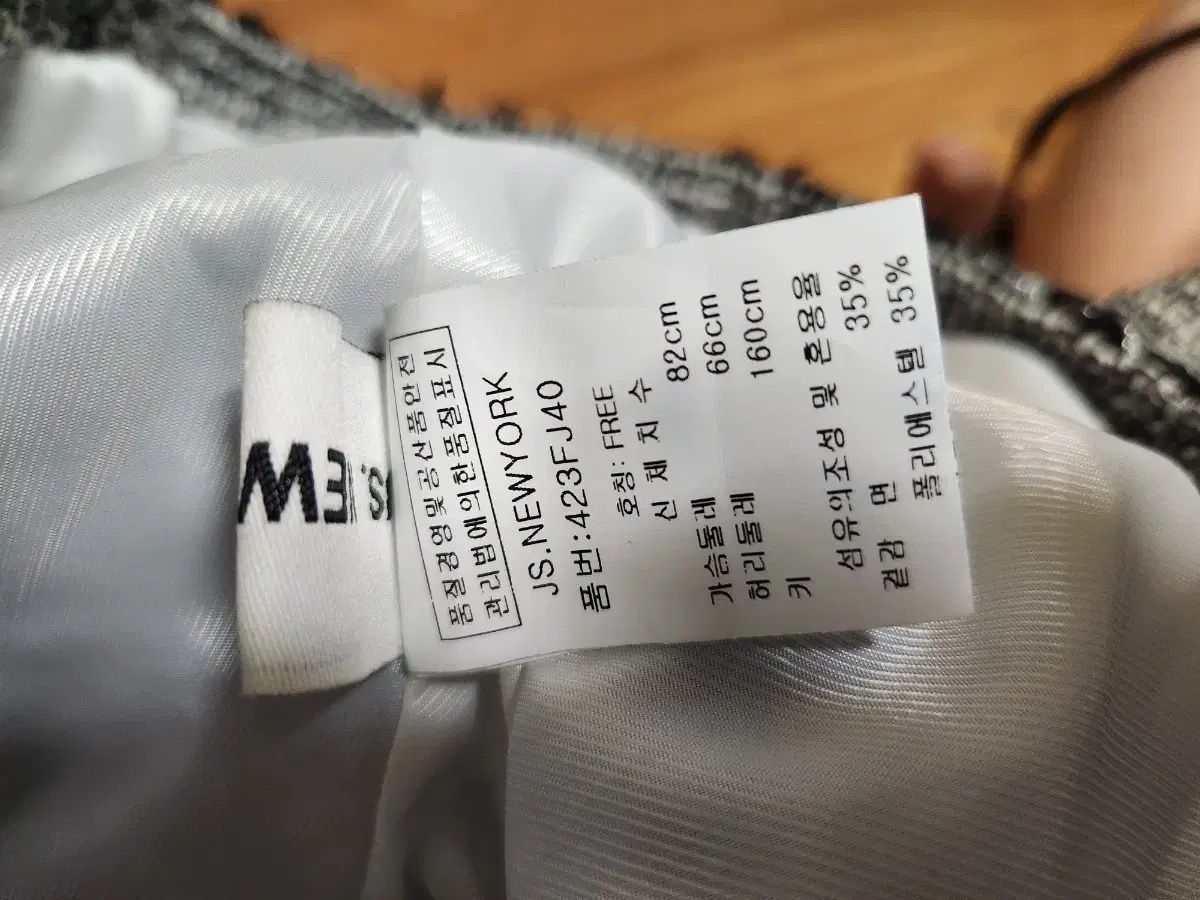 품질경영및공산품안전
관리법에의한품질표시
JS.NEWYORK
품번:423FJ40
호칭: FREE
신 체 치 수
가슴둘레 82cm
허리둘레 66cm
키 160cm
섬유의조성 및 혼용율
겉감 면 35%
폴리에스텔 35%